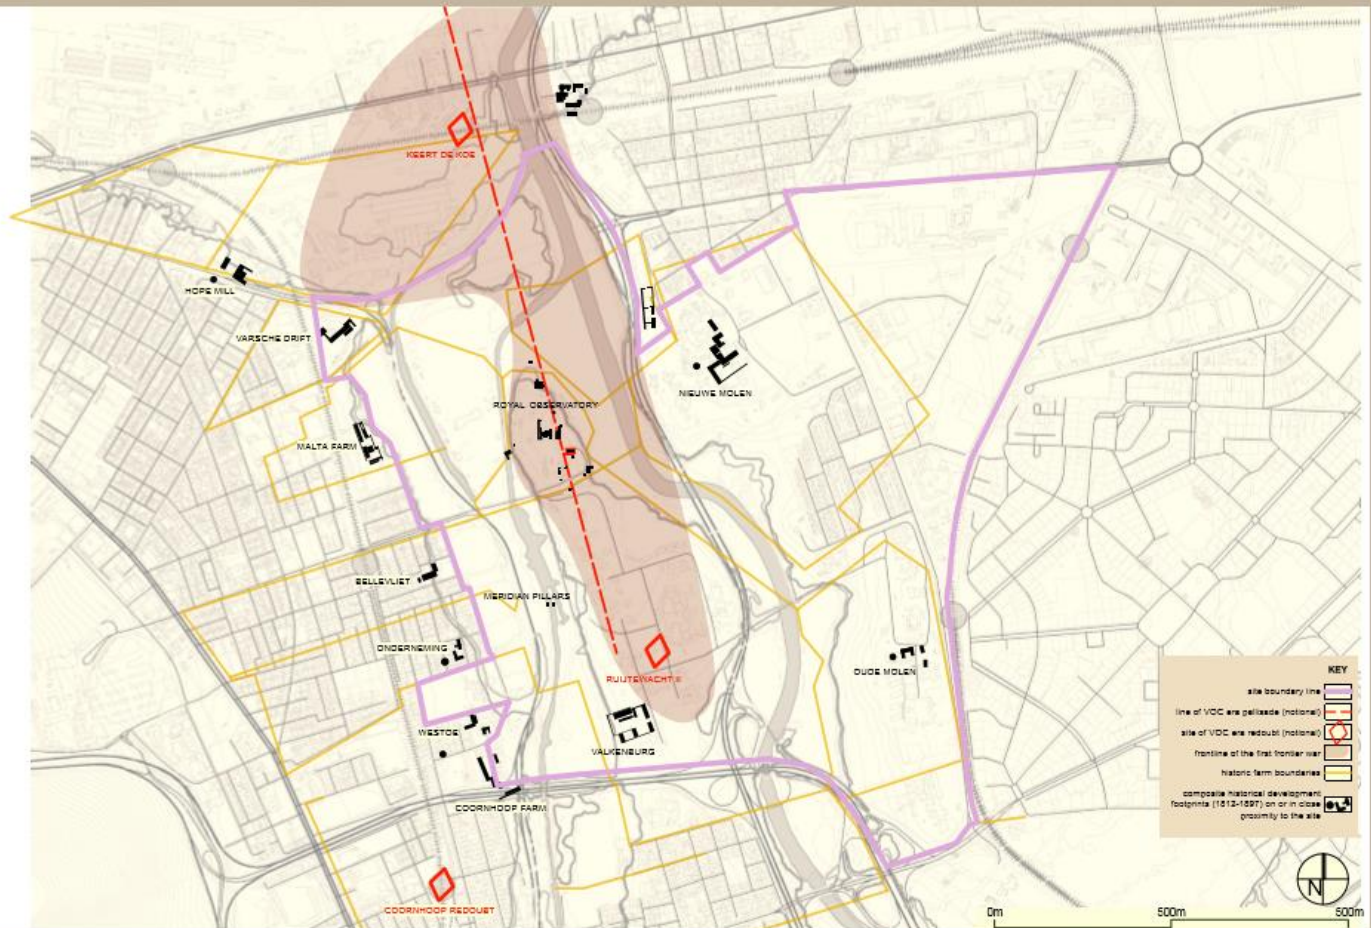 KEERT DE KOE
HOPE MILL
VARSCHE DRIFT
ROYAL OBSERVATORY
NIEUWE MOLEN
MALTA FARM
BELLEVLIET
MERIDIAN PILLARS
ONDERNEMING
RUIJTEWACHT II
OUDE MOLEN
WESTOE
VALKENBURG
COORNHOOP FARM
COORNHOOP REDOUBT
KEY
site boundary line
line of VOC era palisade (notional)
site of VOC era redoubt (notional)
frontline of the first frontier war
historic farm boundaries
composite historical development
footprints (1812-1897) on or in close
proximity to the site
N
0m 500m 500m